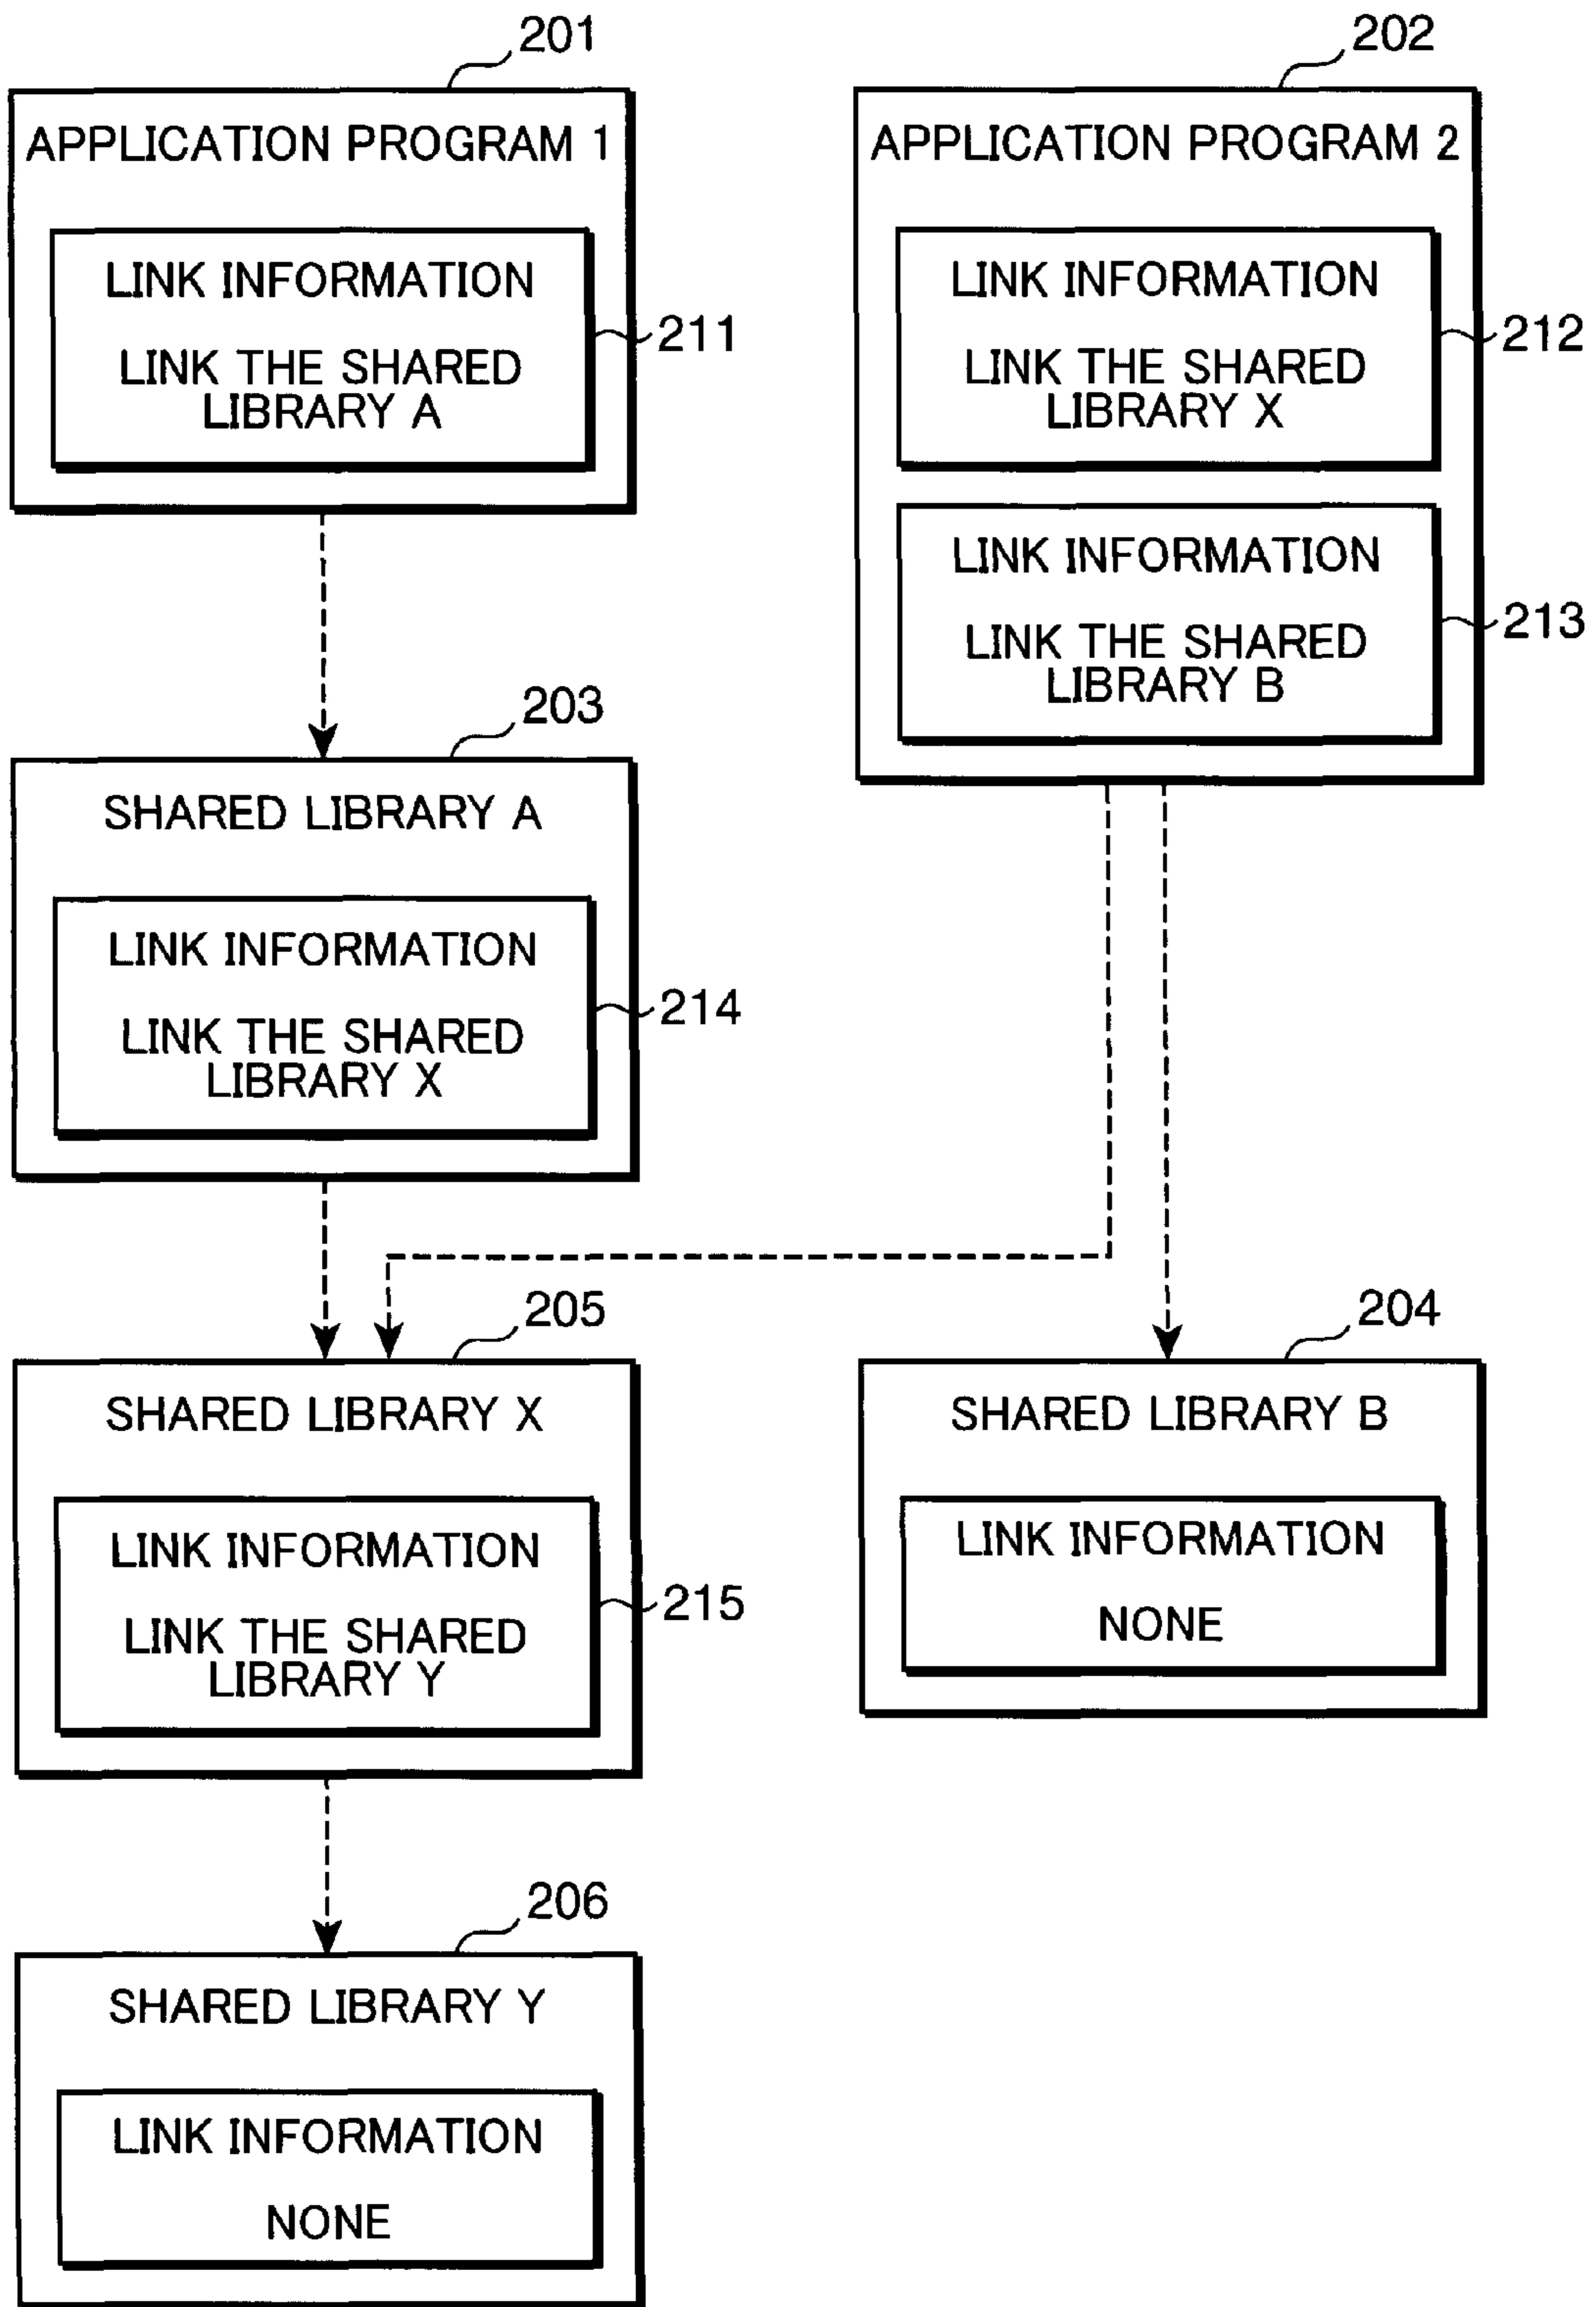 201
APPLICATION PROGRAM 1
LINK INFORMATION
LINK THE SHARED
LIBRARY A
211
202
APPLICATION PROGRAM 2
LINK INFORMATION
LINK THE SHARED
LIBRARY X
212
LINK INFORMATION
LINK THE SHARED
LIBRARY B
213
203
SHARED LIBRARY A
LINK INFORMATION
LINK THE SHARED
LIBRARY X
214
205
SHARED LIBRARY X
LINK INFORMATION
LINK THE SHARED
LIBRARY Y
215
204
SHARED LIBRARY B
LINK INFORMATION
NONE
206
SHARED LIBRARY Y
LINK INFORMATION
NONE